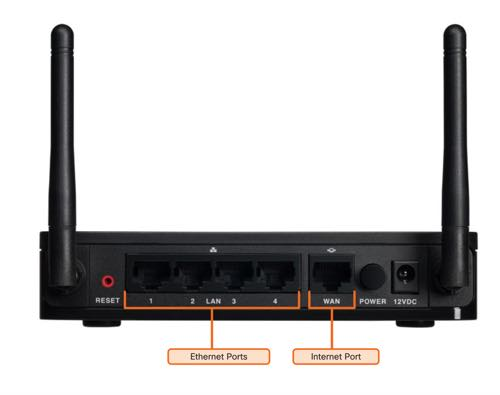 RESET 1 2 LAN 3 4 WAN POWER 12VDC
Ethernet Ports
Internet Port